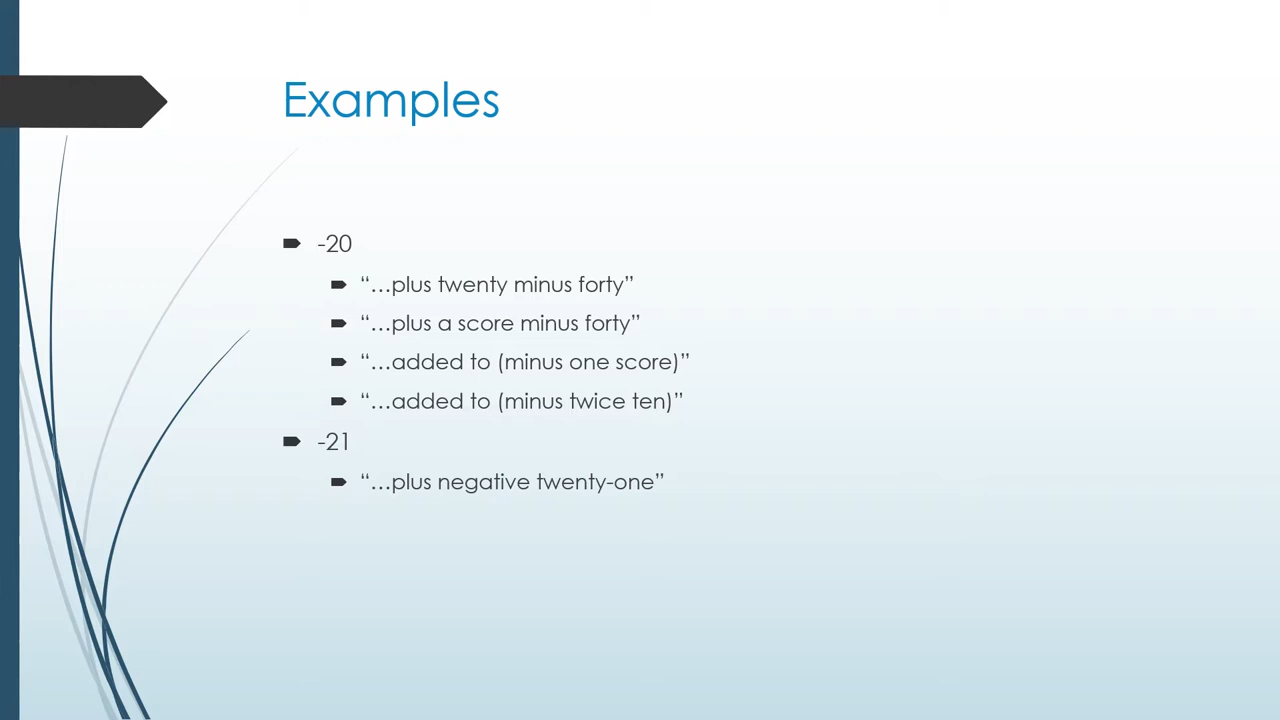 Examples
-20
“…plus twenty minus forty”
“…plus a score minus forty”
“…added to (minus one score)”
“…added to (minus twice ten)”
-21
“…plus negative twenty-one”